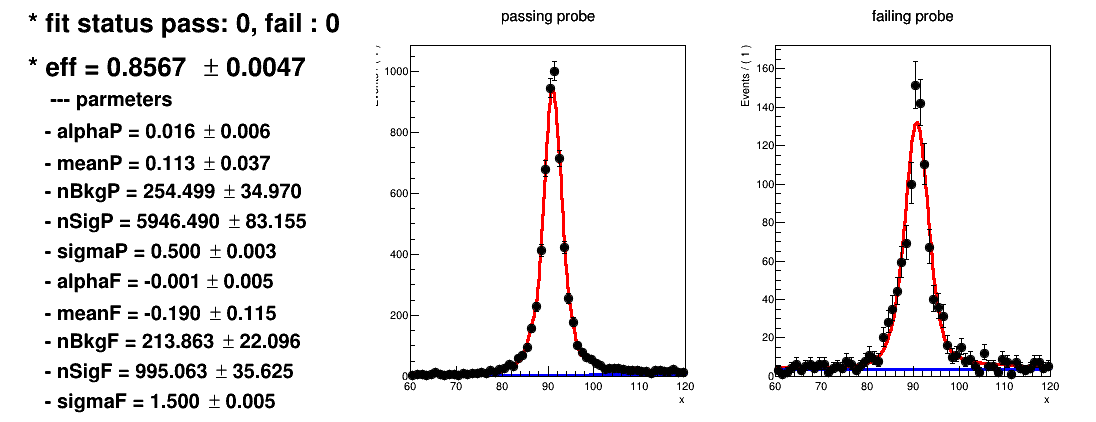 * fit status pass: 0, fail : 0
* eff = 0.8567 ± 0.0047
--- parmeters
- alphaP = 0.016 ± 0.006
- meanP = 0.113 ± 0.037
- nBkgP = 254.499 ± 34.970
- nSigP = 5946.490 ± 83.155
- sigmaP = 0.500 ± 0.003
- alphaF = -0.001 ± 0.005
- meanF = -0.190 ± 0.115
- nBkgF = 213.863 ± 22.096
- nSigF = 995.063 ± 35.625
- sigmaF = 1.500 ± 0.005
passing probe
1000
800
600
400
200
0
60 70 80 90 100 110 120
x
failing probe
Events / ( 1 )
160
140
120
100
80
60
40
20
0
60 70 80 90 100 110 120
x